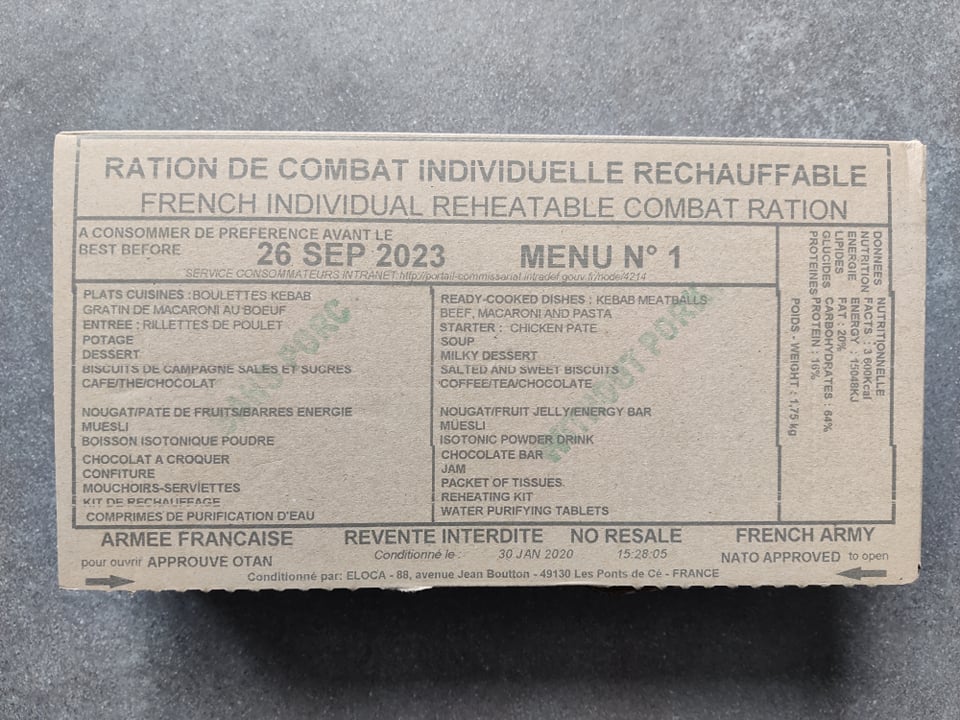 RATION DE COMBAT INDIVIDUELLE RECHAUFFABLE
FRENCH INDIVIDUAL REHEATABLE COMBAT RATION
A CONSOMMER DE PREFERENCE AVANT LE
BEST BEFORE 26 SEP 2023 MENU N° 1
SERVICE CONSOMMATEURS INTRANET:http://portail-commissariat.intradef.gouv.fr/node/4214
PLATS CUISINES : BOULETTES KEBAB
GRATIN DE MACARONI AU BOEUF
ENTREE : RILLETTES DE POULET
POTAGE
DESSERT
BISCUITS DE CAMPAGNE SALES ET SUCRES
CAFE/THE/CHOCOLAT
NOUGAT/PATE DE FRUITS/BARRES ENERGIE
MUESLI
BOISSON ISOTONIQUE POUDRE
CHOCOLAT A CROQUER
CONFITURE
MOUCHOIRS-SERVIETTES
KIT DE RECHAUFFAGE
COMPRIMES DE PURIFICATION D'EAU
SANS PORC
READY-COOKED DISHES : KEBAB MEATBALLS
BEEF, MACARONI AND PASTA
STARTER : CHICKEN PATE
SOUP
MILKY DESSERT
SALTED AND SWEET BISCUITS
COFFEE/TEA/CHOCOLATE
NOUGAT/FRUIT JELLY/ENERGY BAR
MÜESLI
ISOTONIC POWDER DRINK
CHOCOLATE BAR
JAM
PACKET OF TISSUES.
REHEATING KIT
WATER PURIFYING TABLETS
WITHOUT PORK
DONNEES NUTRITIONNELLE
NUTRITION FACTS : 3 600Kcal
ENERGIE ENERGY : 15048KJ
LIPIDES FAT : 20%
GLUCIDES CARBOHYDRATES : 64%
PROTEINES PROTEIN : 16%
POIDS - WEIGHT : 1,75 kg
ARMEE FRANCAISE REVENTE INTERDITE NO RESALE FRENCH ARMY
pour ouvrir APPROUVE OTAN Conditionné le : 30 JAN 2020 15:28:05 NATO APPROVED to open
Conditionné par: ELOCA - 88, avenue Jean Boutton - 49130 Les Ponts de Cé - FRANCE